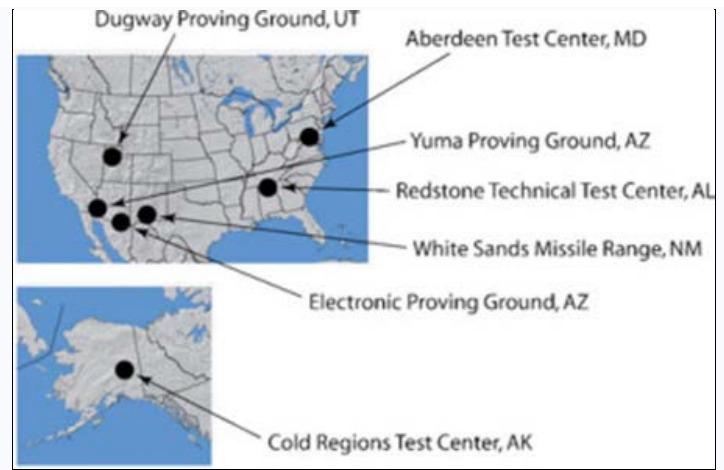 Dugway Proving Ground, UT
Aberdeen Test Center, MD
Yuma Proving Ground, AZ
Redstone Technical Test Center, AL
White Sands Missile Range, NM
Electronic Proving Ground, AZ
Cold Regions Test Center, AK